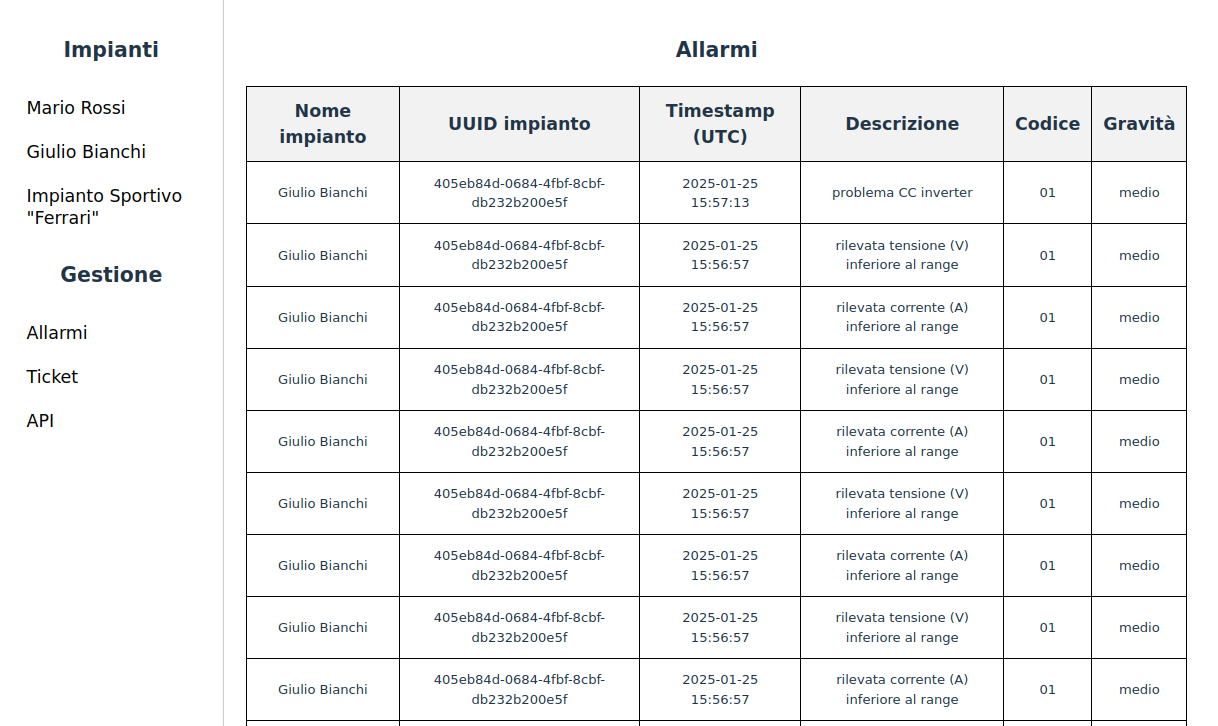 Impianti
Mario Rossi
Giulio Bianchi
Impianto Sportivo
"Ferrari"
Gestione
Allarmi
Ticket
API
Allarmi
Nome impianto | UUID impianto | Timestamp (UTC) | Descrizione | Codice | Gravità
Giulio Bianchi | 405eb84d-0684-4fbf-8cbf-db232b200e5f | 2025-01-25 15:57:13 | problema CC inverter | 01 | medio
Giulio Bianchi | 405eb84d-0684-4fbf-8cbf-db232b200e5f | 2025-01-25 15:56:57 | rilevata tensione (V) inferiore al range | 01 | medio
Giulio Bianchi | 405eb84d-0684-4fbf-8cbf-db232b200e5f | 2025-01-25 15:56:57 | rilevata corrente (A) inferiore al range | 01 | medio
Giulio Bianchi | 405eb84d-0684-4fbf-8cbf-db232b200e5f | 2025-01-25 15:56:57 | rilevata tensione (V) inferiore al range | 01 | medio
Giulio Bianchi | 405eb84d-0684-4fbf-8cbf-db232b200e5f | 2025-01-25 15:56:57 | rilevata corrente (A) inferiore al range | 01 | medio
Giulio Bianchi | 405eb84d-0684-4fbf-8cbf-db232b200e5f | 2025-01-25 15:56:57 | rilevata tensione (V) inferiore al range | 01 | medio
Giulio Bianchi | 405eb84d-0684-4fbf-8cbf-db232b200e5f | 2025-01-25 15:56:57 | rilevata corrente (A) inferiore al range | 01 | medio
Giulio Bianchi | 405eb84d-0684-4fbf-8cbf-db232b200e5f | 2025-01-25 15:56:57 | rilevata tensione (V) inferiore al range | 01 | medio
Giulio Bianchi | 405eb84d-0684-4fbf-8cbf-db232b200e5f | 2025-01-25 15:56:57 | rilevata corrente (A) inferiore al range | 01 | medio